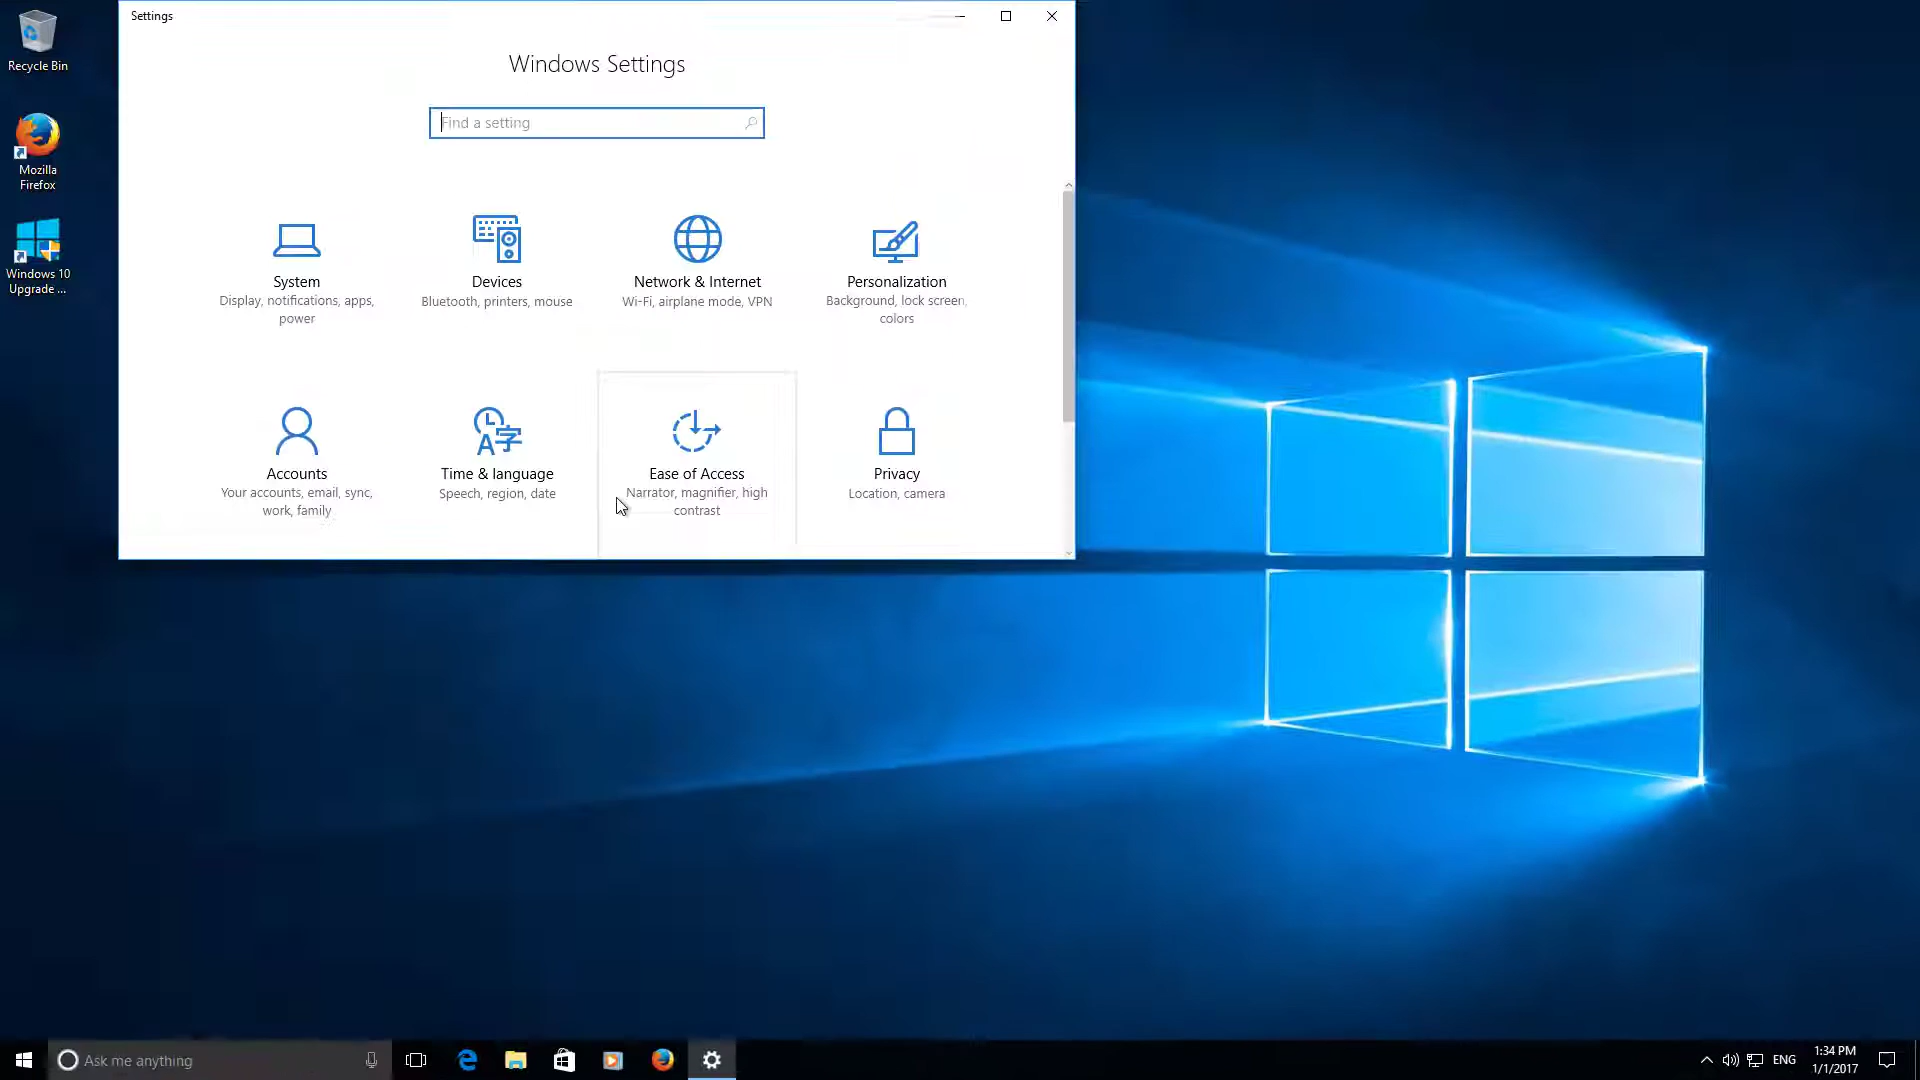 Settings
Recycle Bin
Mozilla
Firefox
Windows 10
Upgrade ...
Windows Settings
Find a setting
System
Display, notifications, apps,
power
Devices
Bluetooth, printers, mouse
Network & Internet
Wi-Fi, airplane mode, VPN
Personalization
Background, lock screen,
colors
Accounts
Your accounts, email, sync,
work, family
Time & language
Speech, region, date
Ease of Access
Narrator, magnifier, high
contrast
Privacy
Location, camera
Ask me anything
ENG
1:34 PM
1/1/2017